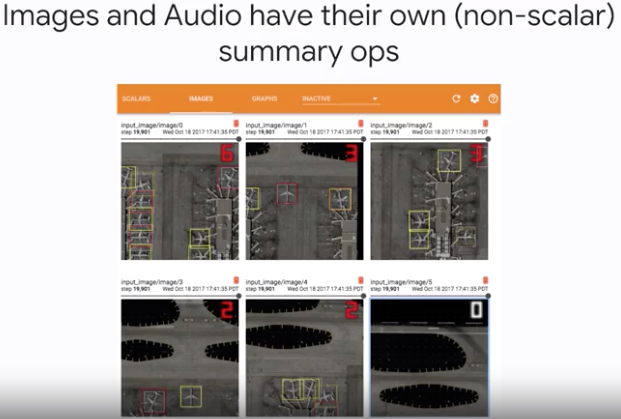 Images and Audio have their own (non-scalar)
summary ops
SCALARS IMAGES GRAPHS INACTIVE
input_image/image/0
step 19,901 Wed Oct 18 2017 17:41:35 PDT
6
input_image/image/1
step 19,901 Wed Oct 18 2017 17:41:35 PDT
3
input_image/image/2
step 19,901 Wed Oct 18 2017 17:41:35 PDT
3
input_image/image/3
step 19,901 Wed Oct 18 2017 17:41:35 PDT
2
input_image/image/4
step 19,901 Wed Oct 18 2017 17:41:35 PDT
2
input_image/image/5
step 19,901 Wed Oct 18 2017 17:41:35 PDT
0